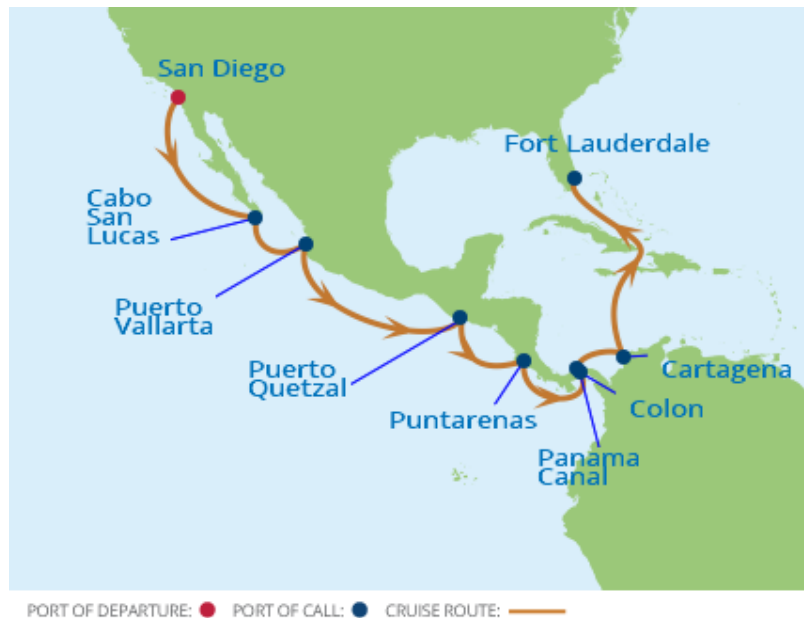 San Diego
Fort Lauderdale
Cabo
San
Lucas
Puerto
Vallarta
Puerto
Quetzal
Cartagena
Colon
Puntarenas
Panama
Canal
PORT OF DEPARTURE: PORT OF CALL: CRUISE ROUTE: